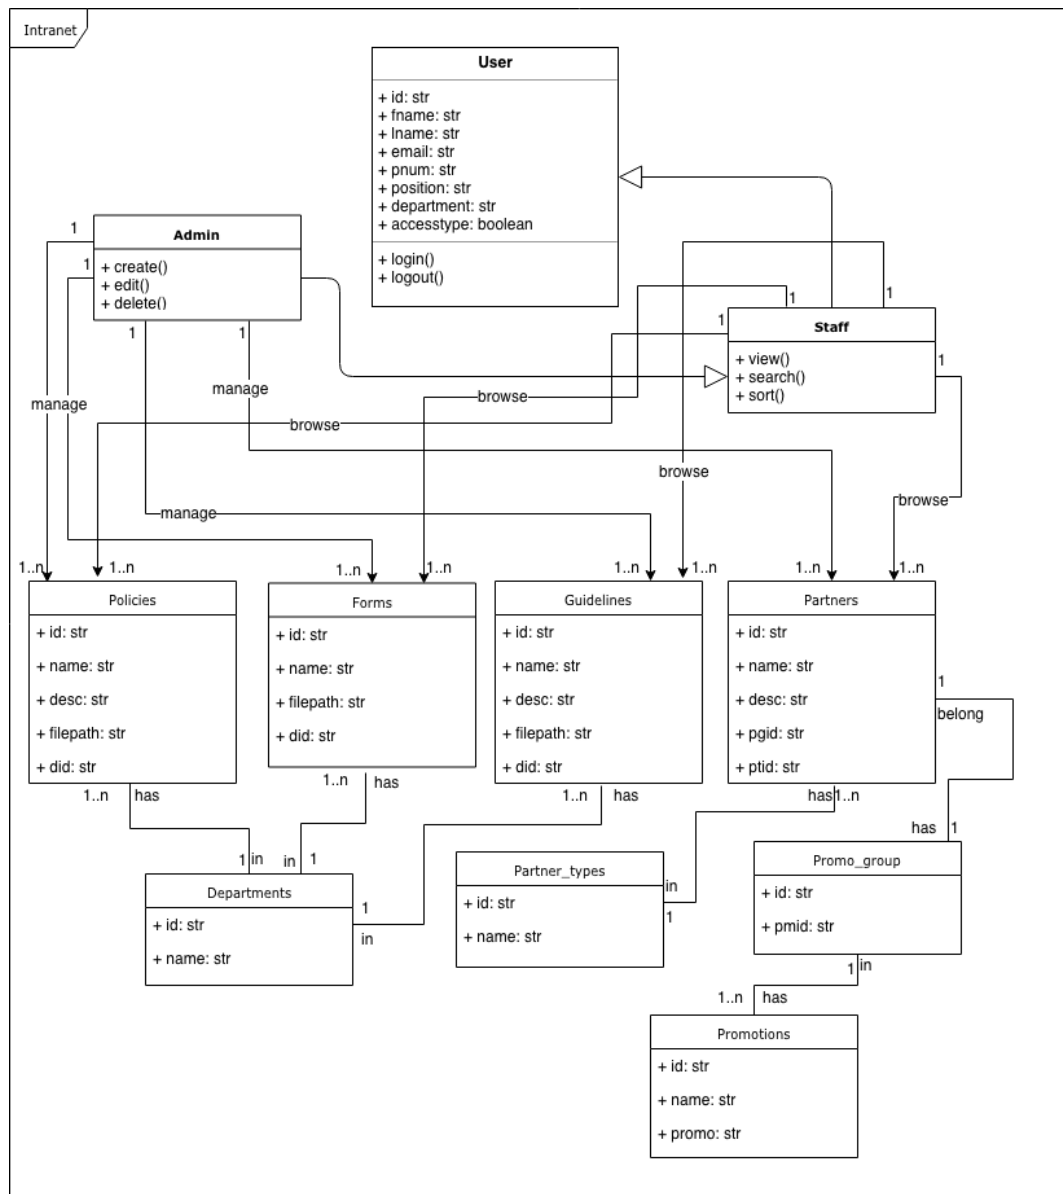 Intranet
User
+ id: str
+ fname: str
+ lname: str
+ email: str
+ pnum: str
+ position: str
+ department: str
+ accesstype: boolean
+ login()
+ logout()
1
Admin
1
+ create()
+ edit()
+ delete()
1
1
1
1
1
Staff
+ view()
+ search()
+ sort()
1
manage
manage
browse
browse
browse
browse
manage
1..n
1..n
1..n
1..n
1..n
1..n
1..n
1..n
Policies
+ id: str
+ name: str
+ desc: str
+ filepath: str
+ did: str
Forms
+ id: str
+ name: str
+ filepath: str
+ did: str
Guidelines
+ id: str
+ name: str
+ desc: str
+ filepath: str
+ did: str
Partners
+ id: str
+ name: str
+ desc: str
+ pgid: str
+ ptid: str
1
belong
1..n has
1..n has
1..n has
has 1..n
has 1
1 in
in 1
1
in
in
1
Departments
+ id: str
+ name: str
Partner_types
+ id: str
+ name: str
Promo_group
+ id: str
+ pmid: str
1 in
1..n has
Promotions
+ id: str
+ name: str
+ promo: str